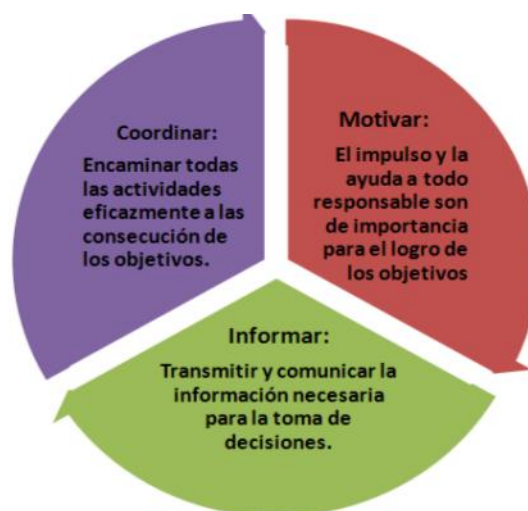 Coordinar:
Encaminar todas
las actividades
eficazmente a las
consecución de
los objetivos.
Motivar:
El impulso y la
ayuda a todo
responsable son
de importancia
para el logro de
los objetivos
Informar:
Transmitir y comunicar la
información necesaria
para la toma de
decisiones.